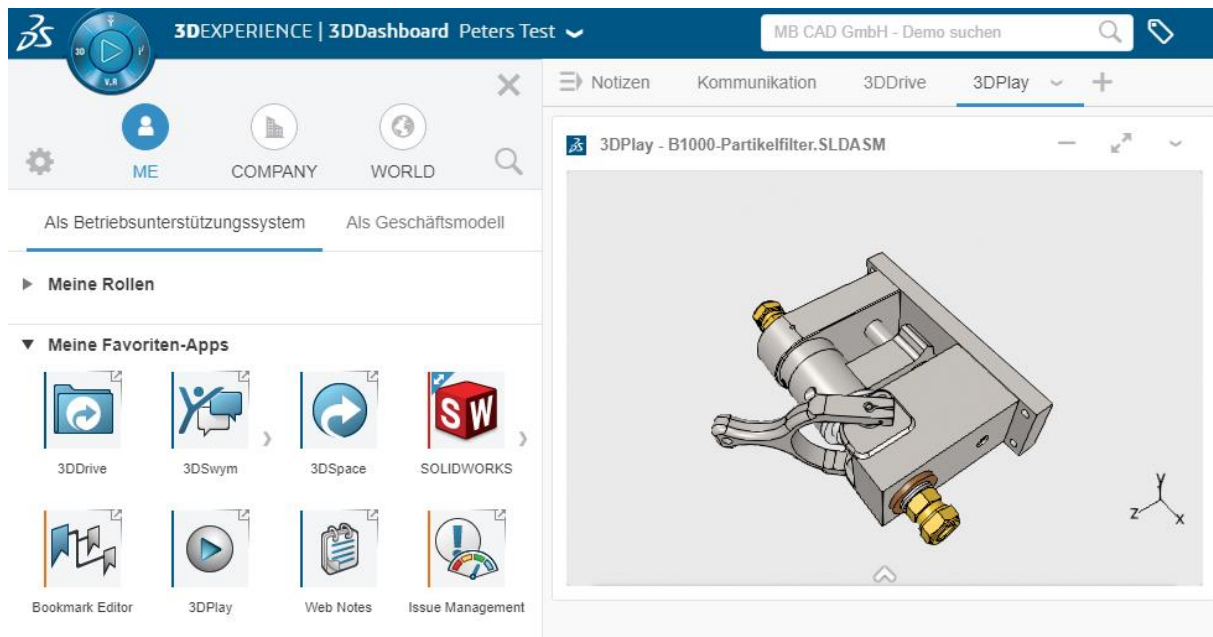 3DEXPERIENCE | 3DDashboard Peters Test
MB CAD GmbH - Demo suchen
3D
V.R
ME
COMPANY
WORLD
Als Betriebsunterstützungssystem
Als Geschäftsmodell
Meine Rollen
Meine Favoriten-Apps
3DDrive
3DSwym
3DSpace
SW
SOLIDWORKS
Bookmark Editor
3DPlay
Web Notes
Issue Management
Notizen
Kommunikation
3DDrive
3DPlay
3DPlay - B1000-Partikelfilter.SLDASM
y
z
x